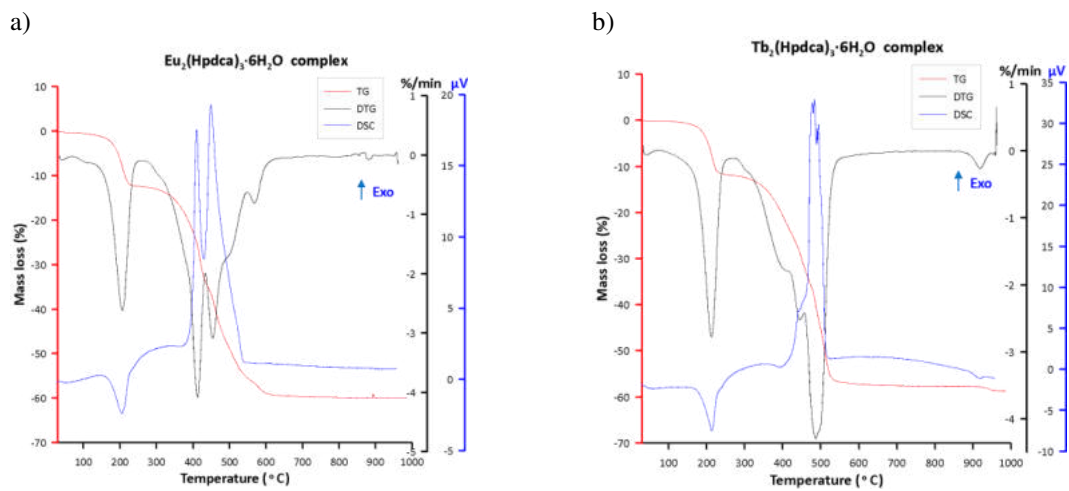 a)
Eu₂(Hpdca)₃·6H₂O complex
%/min μV
TG
DTG
DSC
Exo
10
0
-10
-20
-30
-40
-50
-60
-70
Mass loss (%)
1
0
-1
-2
-3
-4
-5
20
15
10
5
0
-5
100 200 300 400 500 600 700 800 900 1000
Temperature (°C)
b)
Tb₂(Hpdca)₃·6H₂O complex
%/min μV
TG
DTG
DSC
Exo
10
0
-10
-20
-30
-40
-50
-60
-70
Mass loss (%)
1
0
-1
-2
-3
-4
35
30
25
20
15
10
5
0
-5
-10
100 200 300 400 500 600 700 800 900 1000
Temperature (°C)